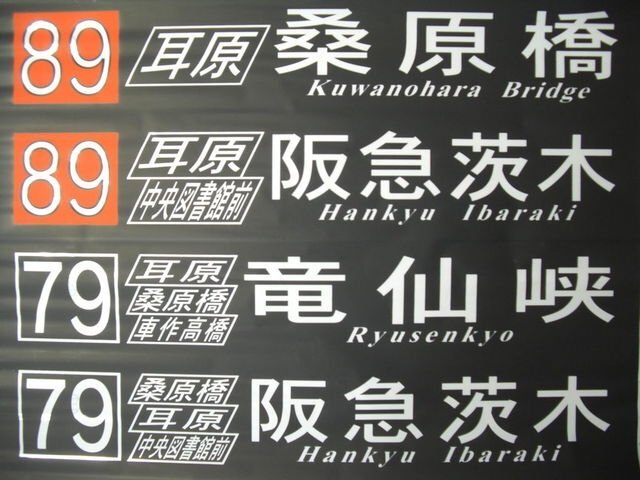 89 耳原 桑原橋
Kuwanohara Bridge
89 耳原 中央図書館前 阪急茨木
Hankyu Ibaraki
79 耳原 桑原橋 車作高橋 竜仙峡
Ryusenkyo
79 桑原橋 耳原 中央図書館前 阪急茨木
Hankyu Ibaraki